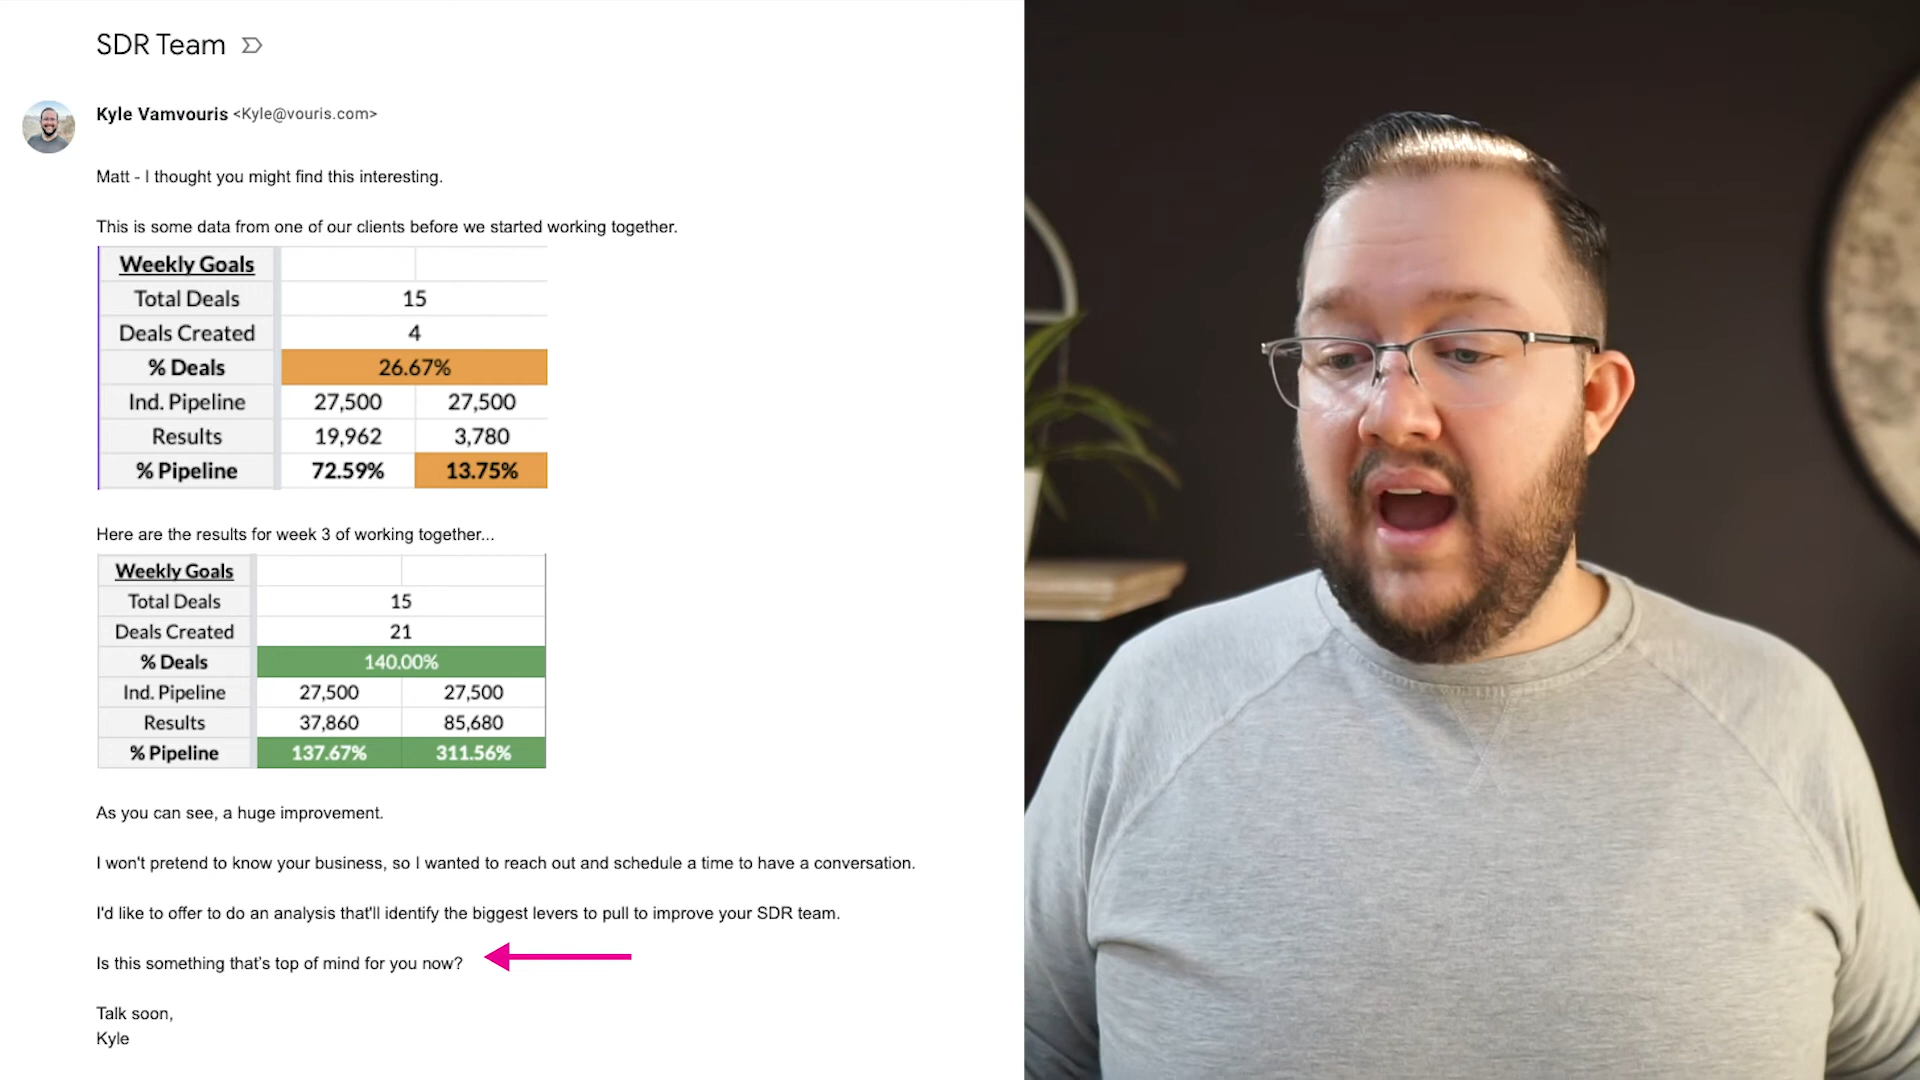 SDR Team
Kyle Vamvouris <Kyle@vouris.com>
Matt - I thought you might find this interesting.
This is some data from one of our clients before we started working together.
Weekly Goals
Total Deals 15
Deals Created 4
% Deals 26.67%
Ind. Pipeline 27,500 27,500
Results 19,962 3,780
% Pipeline 72.59% 13.75%
Here are the results for week 3 of working together...
Weekly Goals
Total Deals 15
Deals Created 21
% Deals 140.00%
Ind. Pipeline 27,500 27,500
Results 37,860 85,680
% Pipeline 137.67% 311.56%
As you can see, a huge improvement.
I won't pretend to know your business, so I wanted to reach out and schedule a time to have a conversation.
I'd like to offer to do an analysis that'll identify the biggest levers to pull to improve your SDR team.
Is this something that's top of mind for you now?
Talk soon,
Kyle